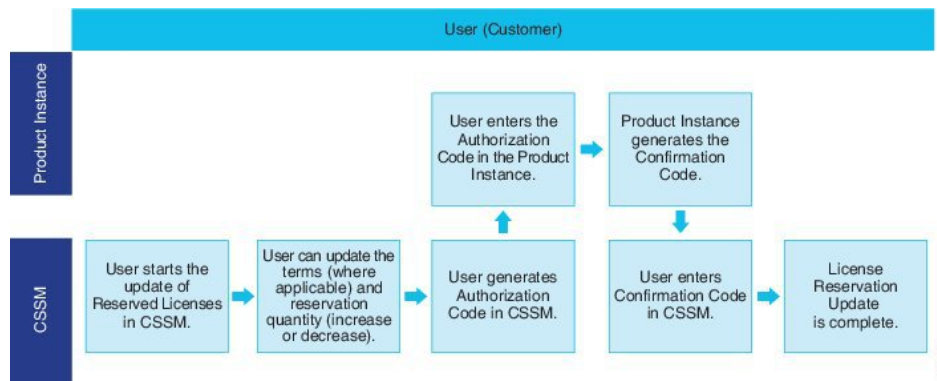 User (Customer)
Product Instance
User enters the
Authorization
Code in the Product
Instance.
Product Instance
generates the
Confirmation
Code.
CSSM
User starts the
update of
Reserved Licenses
in CSSM.
User can update the
terms (where
applicable) and
reservation
quantity (increase
or decrease).
User generates
Authorization
Code in CSSM.
User enters
Confirmation Code
in CSSM.
License
Reservation
Update
is complete.